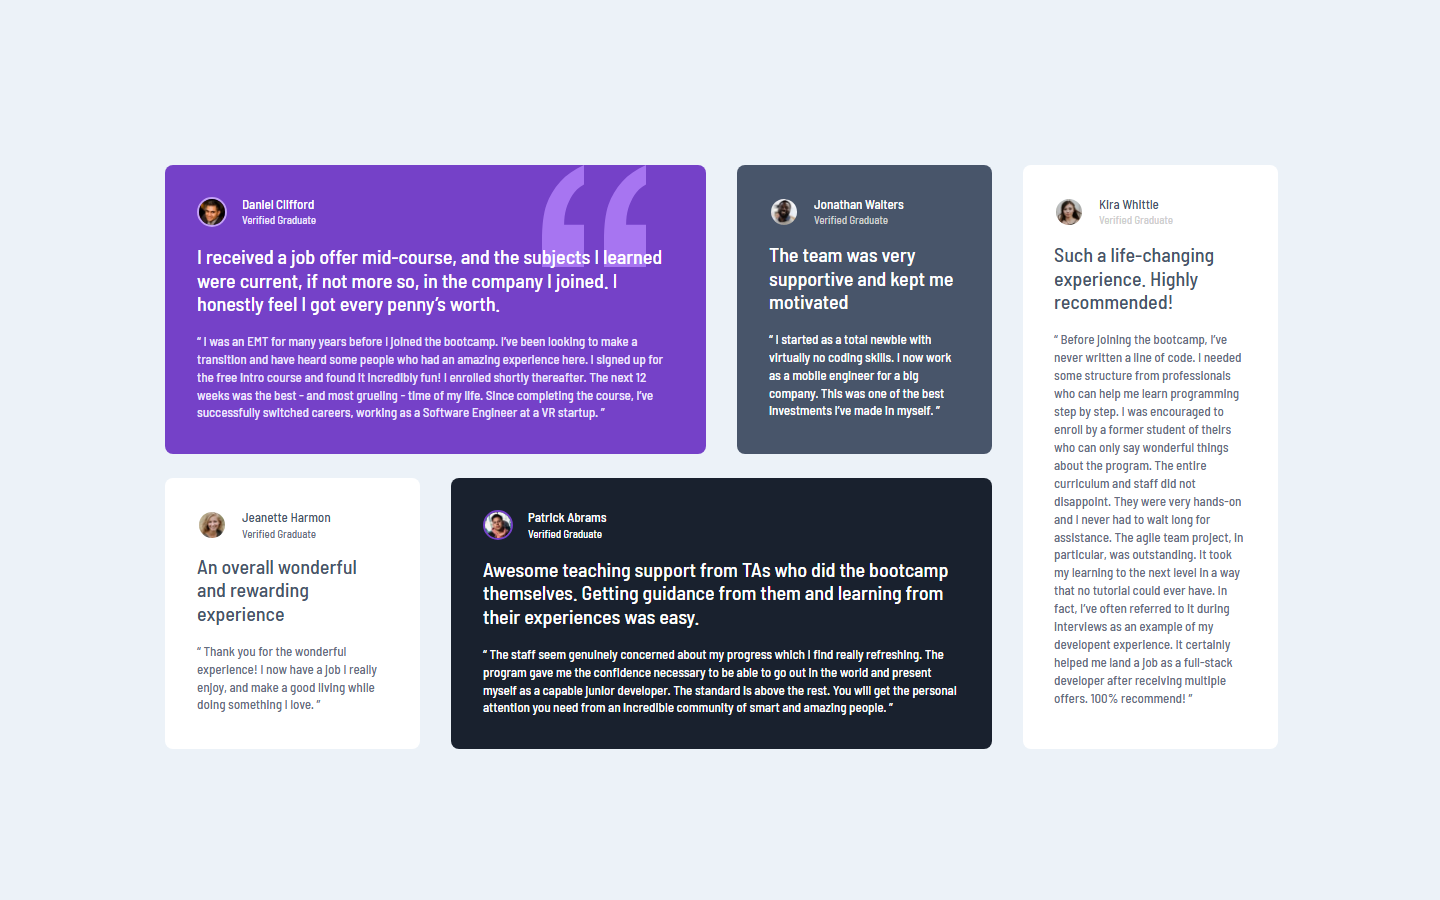 Daniel Clifford
Verified Graduate
I received a job offer mid-course, and the subjects I learned
were current, if not more so, in the company I joined. I
honestly feel I got every penny’s worth.
“ I was an EMT for many years before I joined the bootcamp. I’ve been looking to make a
transition and have heard some people who had an amazing experience here. I signed up for
the free intro course and found it incredibly fun! I enrolled shortly thereafter. The next 12
weeks was the best - and most grueling - time of my life. Since completing the course, I’ve
successfully switched careers, working as a Software Engineer at a VR startup. ”
Jonathan Walters
Verified Graduate
The team was very
supportive and kept me
motivated
“ I started as a total newbie with
virtually no coding skills. I now work
as a mobile engineer for a big
company. This was one of the best
investments I’ve made in myself. ”
Kira Whittle
Verified Graduate
Such a life-changing
experience. Highly
recommended!
“ Before joining the bootcamp, I’ve
never written a line of code. I needed
some structure from professionals
who can help me learn programming
step by step. I was encouraged to
enroll by a former student of theirs
who can only say wonderful things
about the program. The entire
curriculum and staff did not
disappoint. They were very hands-on
and I never had to wait long for
assistance. The agile team project, in
particular, was outstanding. It took
my learning to the next level in a way
that no tutorial could ever have. In
fact, I’ve often referred to it during
interviews as an example of my
developent experience. It certainly
helped me land a job as a full-stack
developer after receiving multiple
offers. 100% recommend! ”
Jeanette Harmon
Verified Graduate
An overall wonderful
and rewarding
experience
“ Thank you for the wonderful
experience! I now have a job I really
enjoy, and make a good living while
doing something I love. ”
Patrick Abrams
Verified Graduate
Awesome teaching support from TAs who did the bootcamp
themselves. Getting guidance from them and learning from
their experiences was easy.
“ The staff seem genuinely concerned about my progress which I find really refreshing. The
program gave me the confidence necessary to be able to go out in the world and present
myself as a capable junior developer. The standard is above the rest. You will get the personal
attention you need from an incredible community of smart and amazing people. ”